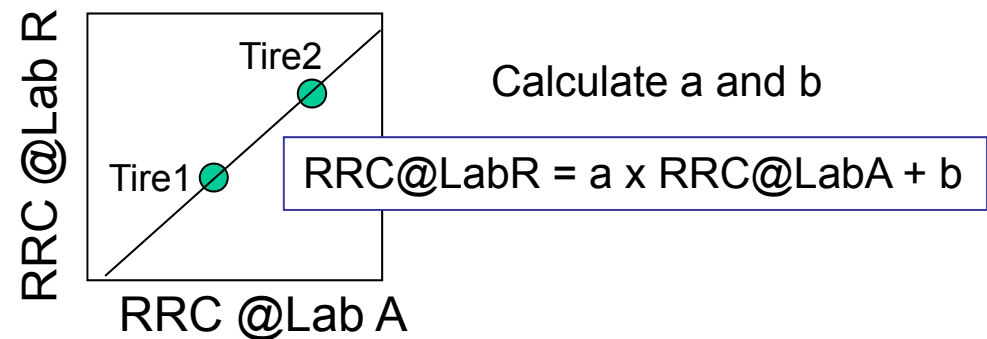 RRC @Lab R
Tire2
Calculate a and b
Tire1
RRC@LabR = a x RRC@LabA + b
RRC @Lab A